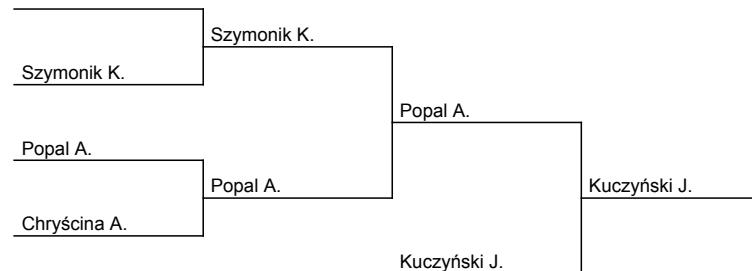 Szymonik K.
Szymonik K.
Popal A.
Popal A.
Popal A.
Kuczyński J.
Chryścina A.
Kuczyński J.